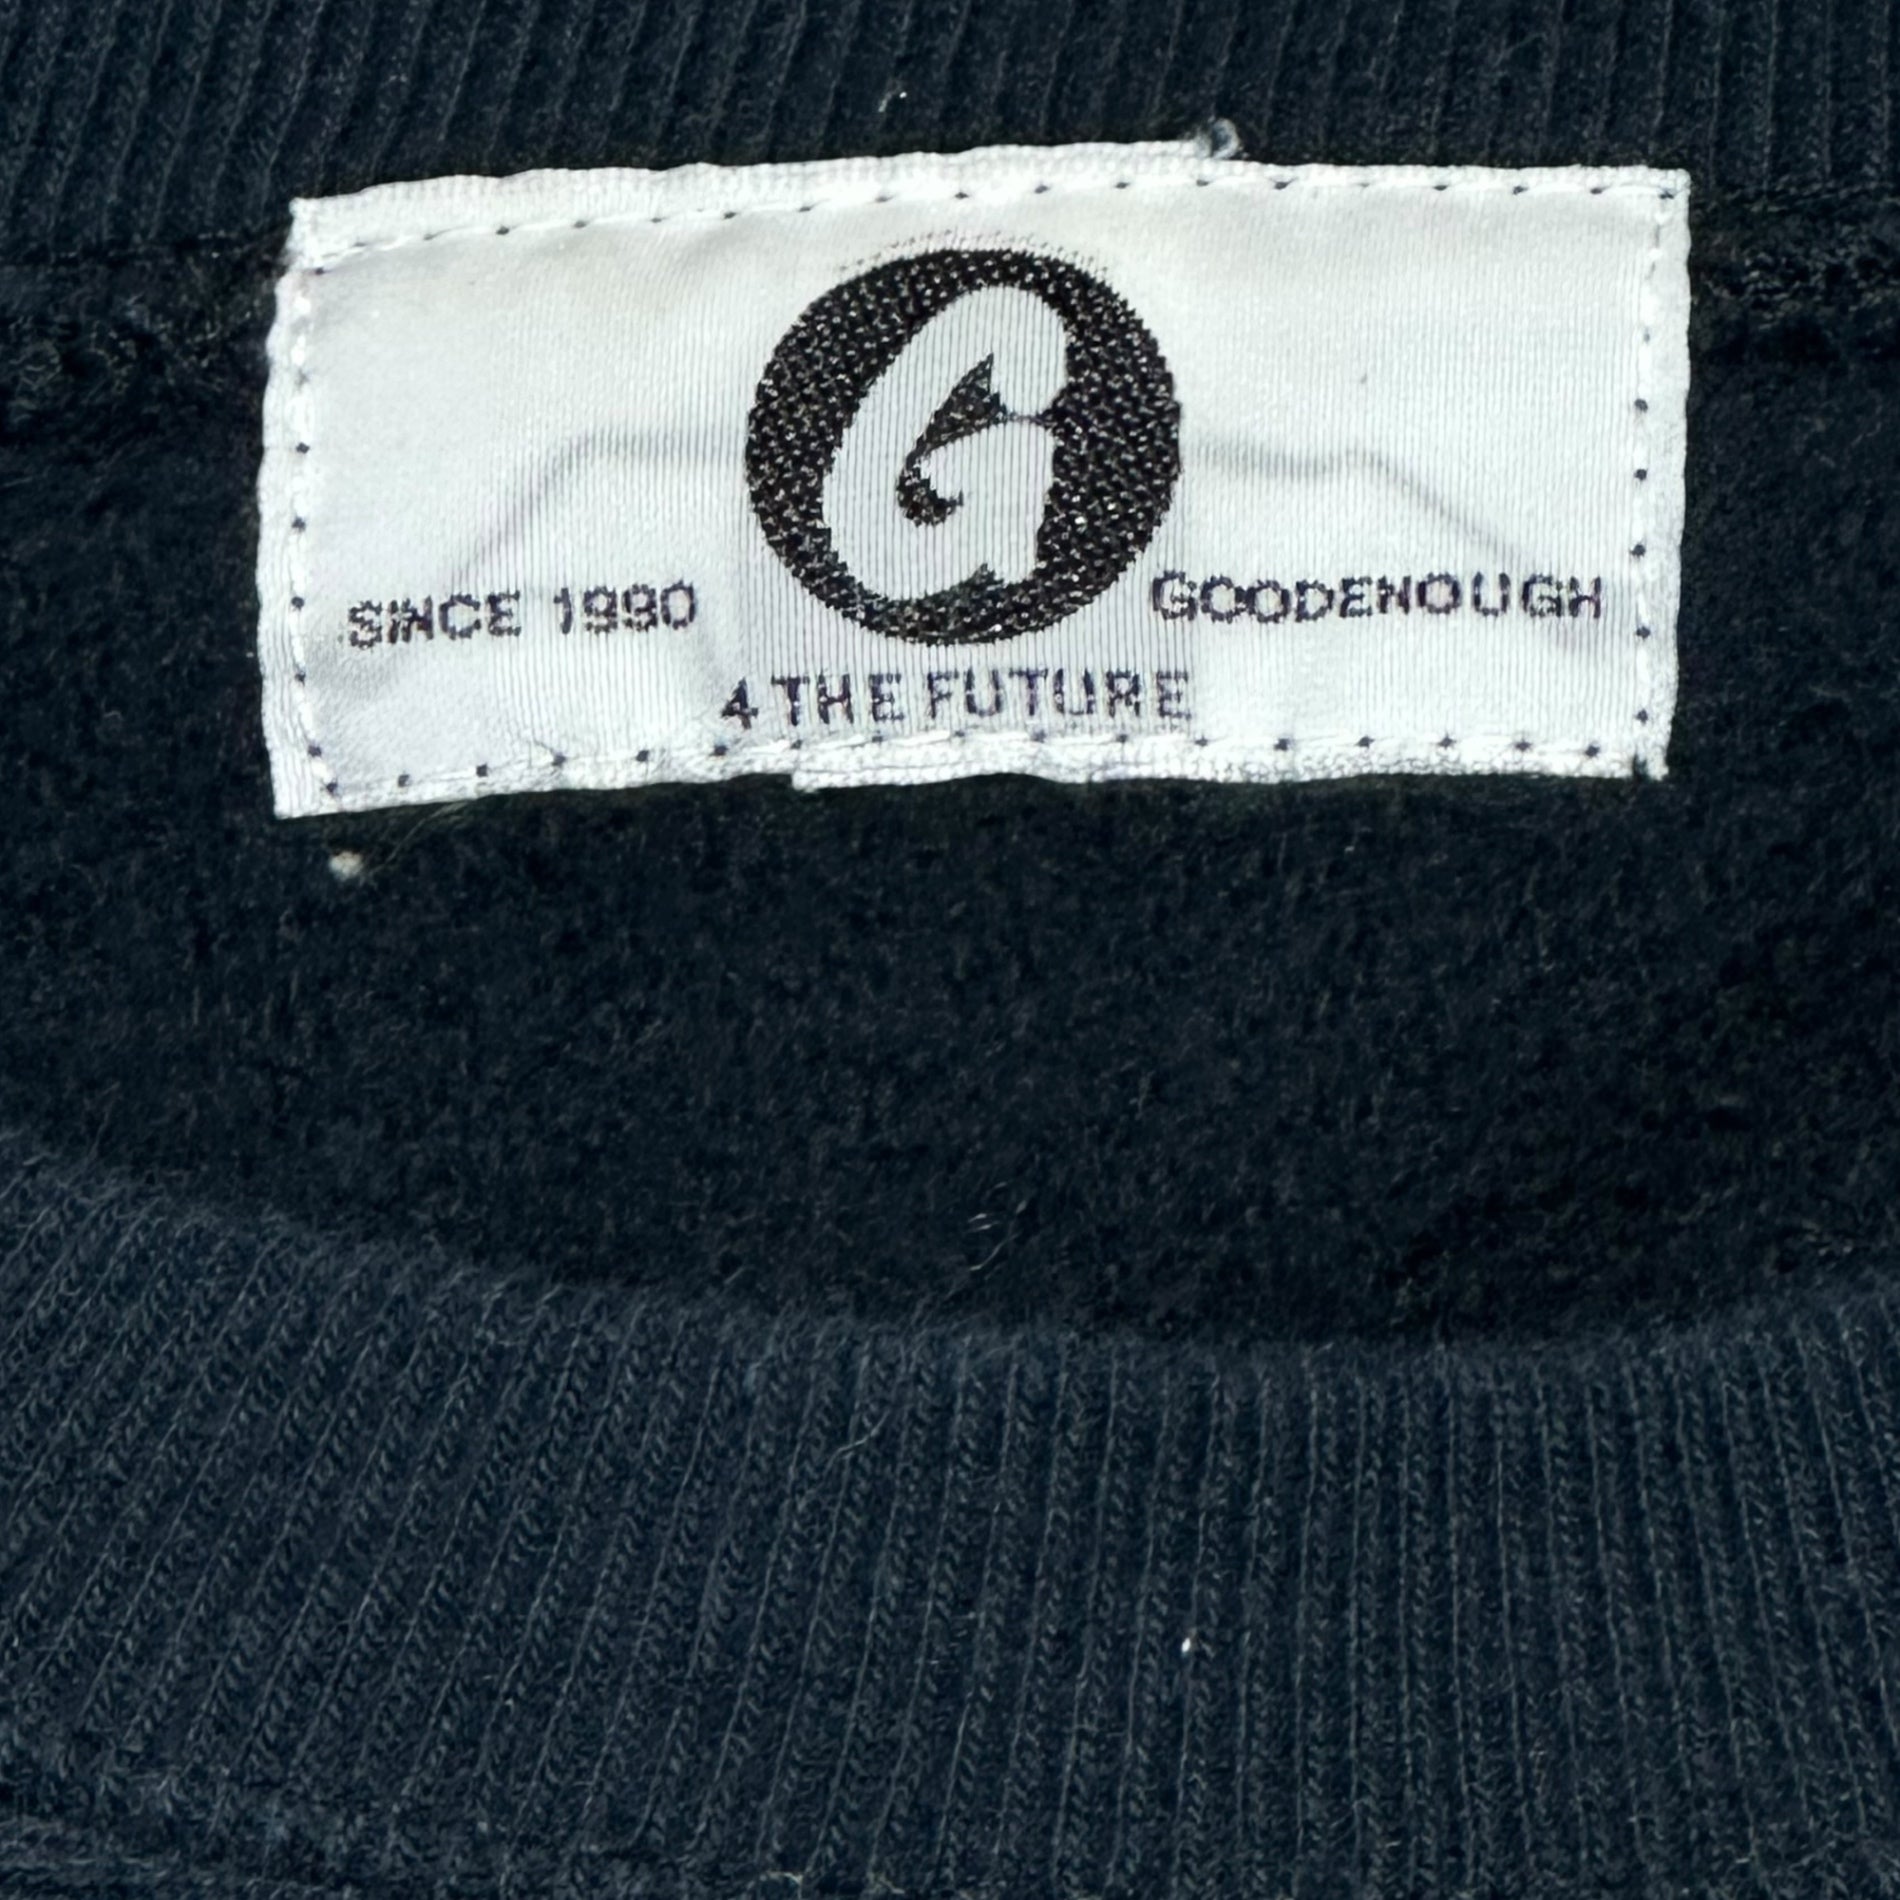 G
SINCE 1990 GOODENOUGH
4 THE FUTURE